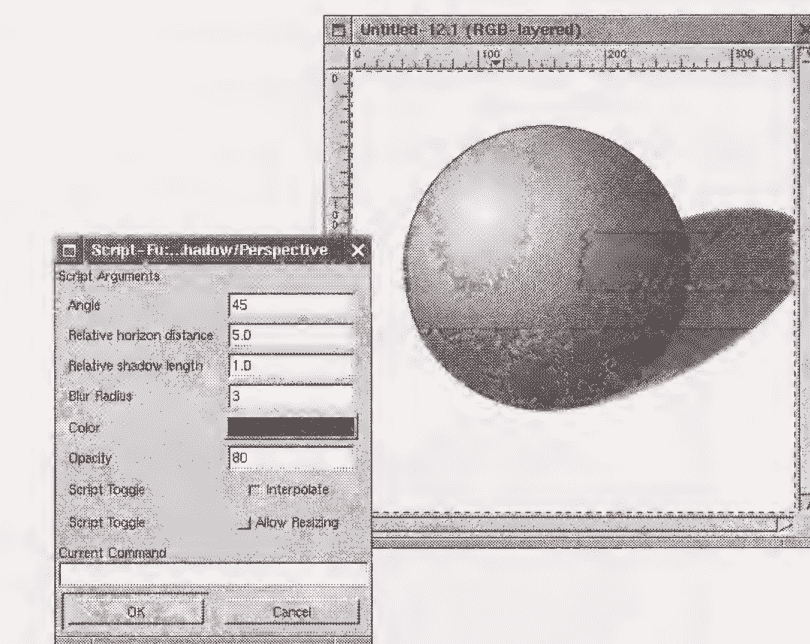 Untitled-12.1 (RGB-layered)
0 100 200 300
0
100
Script-Fu:...hadow/Perspective
Script Arguments
Angle 45
Relative horizon distance 5.0
Relative shadow length 1.0
Blur Radius 3
Color
Opacity 80
Script Toggle Interpolate
Script Toggle Allow Resizing
Current Command
OK Cancel